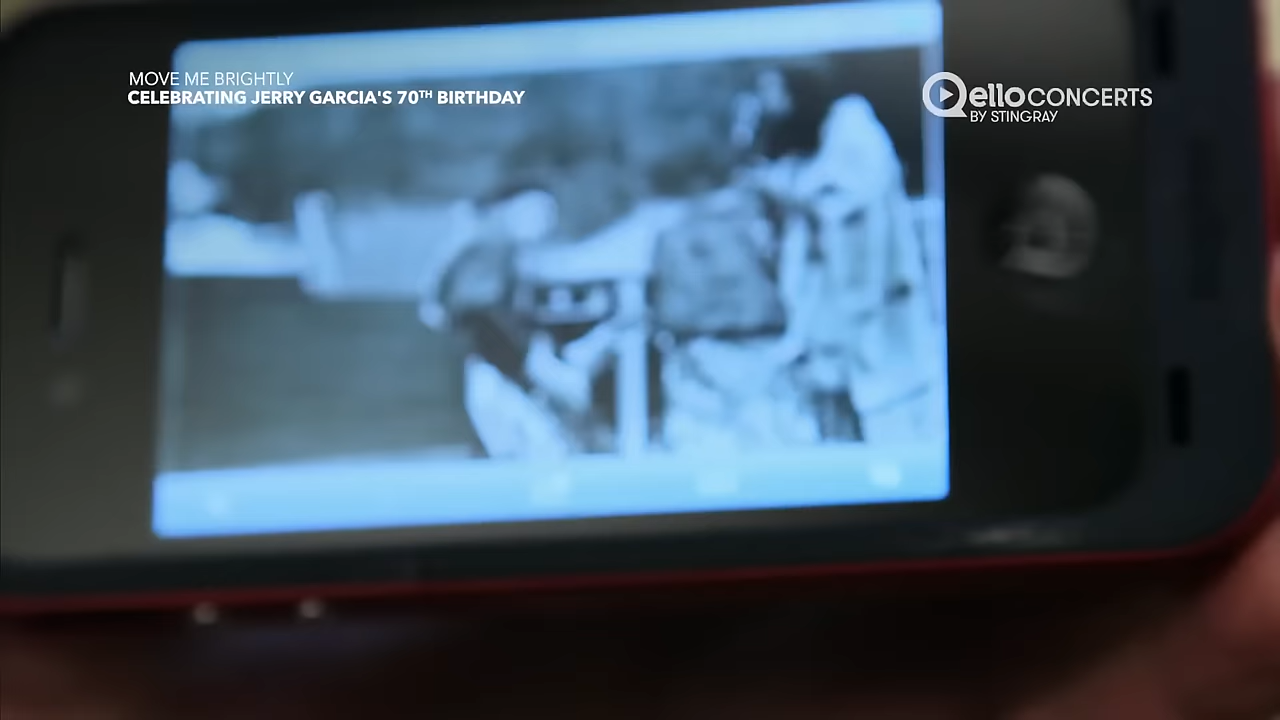 MOVE ME BRIGHTLY
CELEBRATING JERRY GARCIA'S 70TH BIRTHDAY
Qello CONCERTS
BY STINGRAY